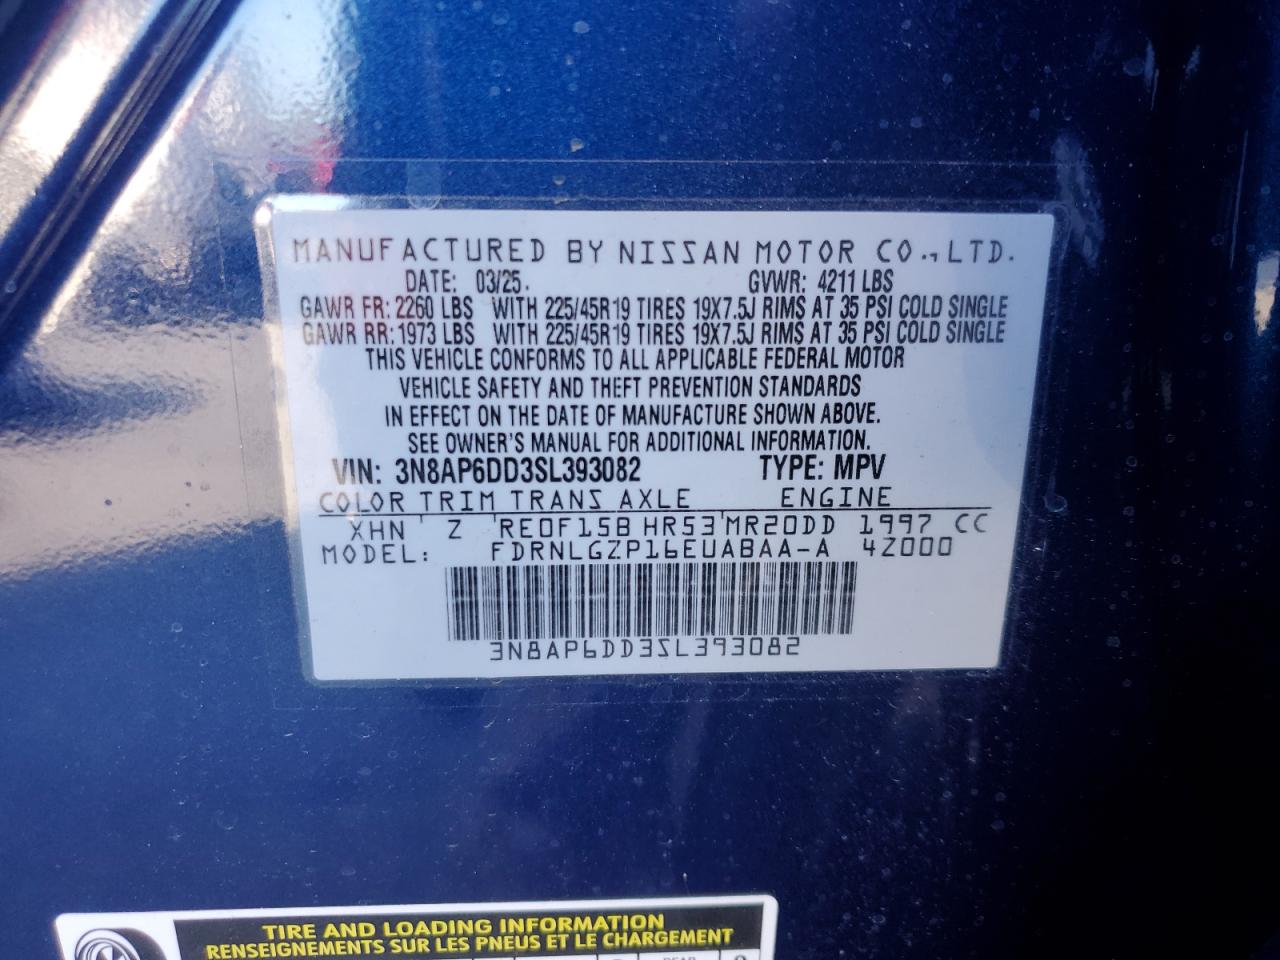 MANUFACTURED BY NISSAN MOTOR CO., LTD.
DATE: 03/25. GVWR: 4211 LBS
GAWR FR: 2260 LBS WITH 225/45R19 TIRES 19X7.5J RIMS AT 35 PSI COLD SINGLE
GAWR RR: 1973 LBS WITH 225/45R19 TIRES 19X7.5J RIMS AT 35 PSI COLD SINGLE
THIS VEHICLE CONFORMS TO ALL APPLICABLE FEDERAL MOTOR
VEHICLE SAFETY AND THEFT PREVENTION STANDARDS
IN EFFECT ON THE DATE OF MANUFACTURE SHOWN ABOVE.
SEE OWNER'S MANUAL FOR ADDITIONAL INFORMATION.
VIN: 3N8AP6DD3SL393082 TYPE: MPV
COLOR TRIM TRANS AXLE ENGINE
XHN Z RE0F15B HR53 MR20DD 1997 CC
MODEL: FDRNLGZP16EUABAA-A 42000
3N8AP6DD3SL393082
TIRE AND LOADING INFORMATION
RENSEIGNEMENTS SUR LES PNEUS ET LE CHARGEMENT